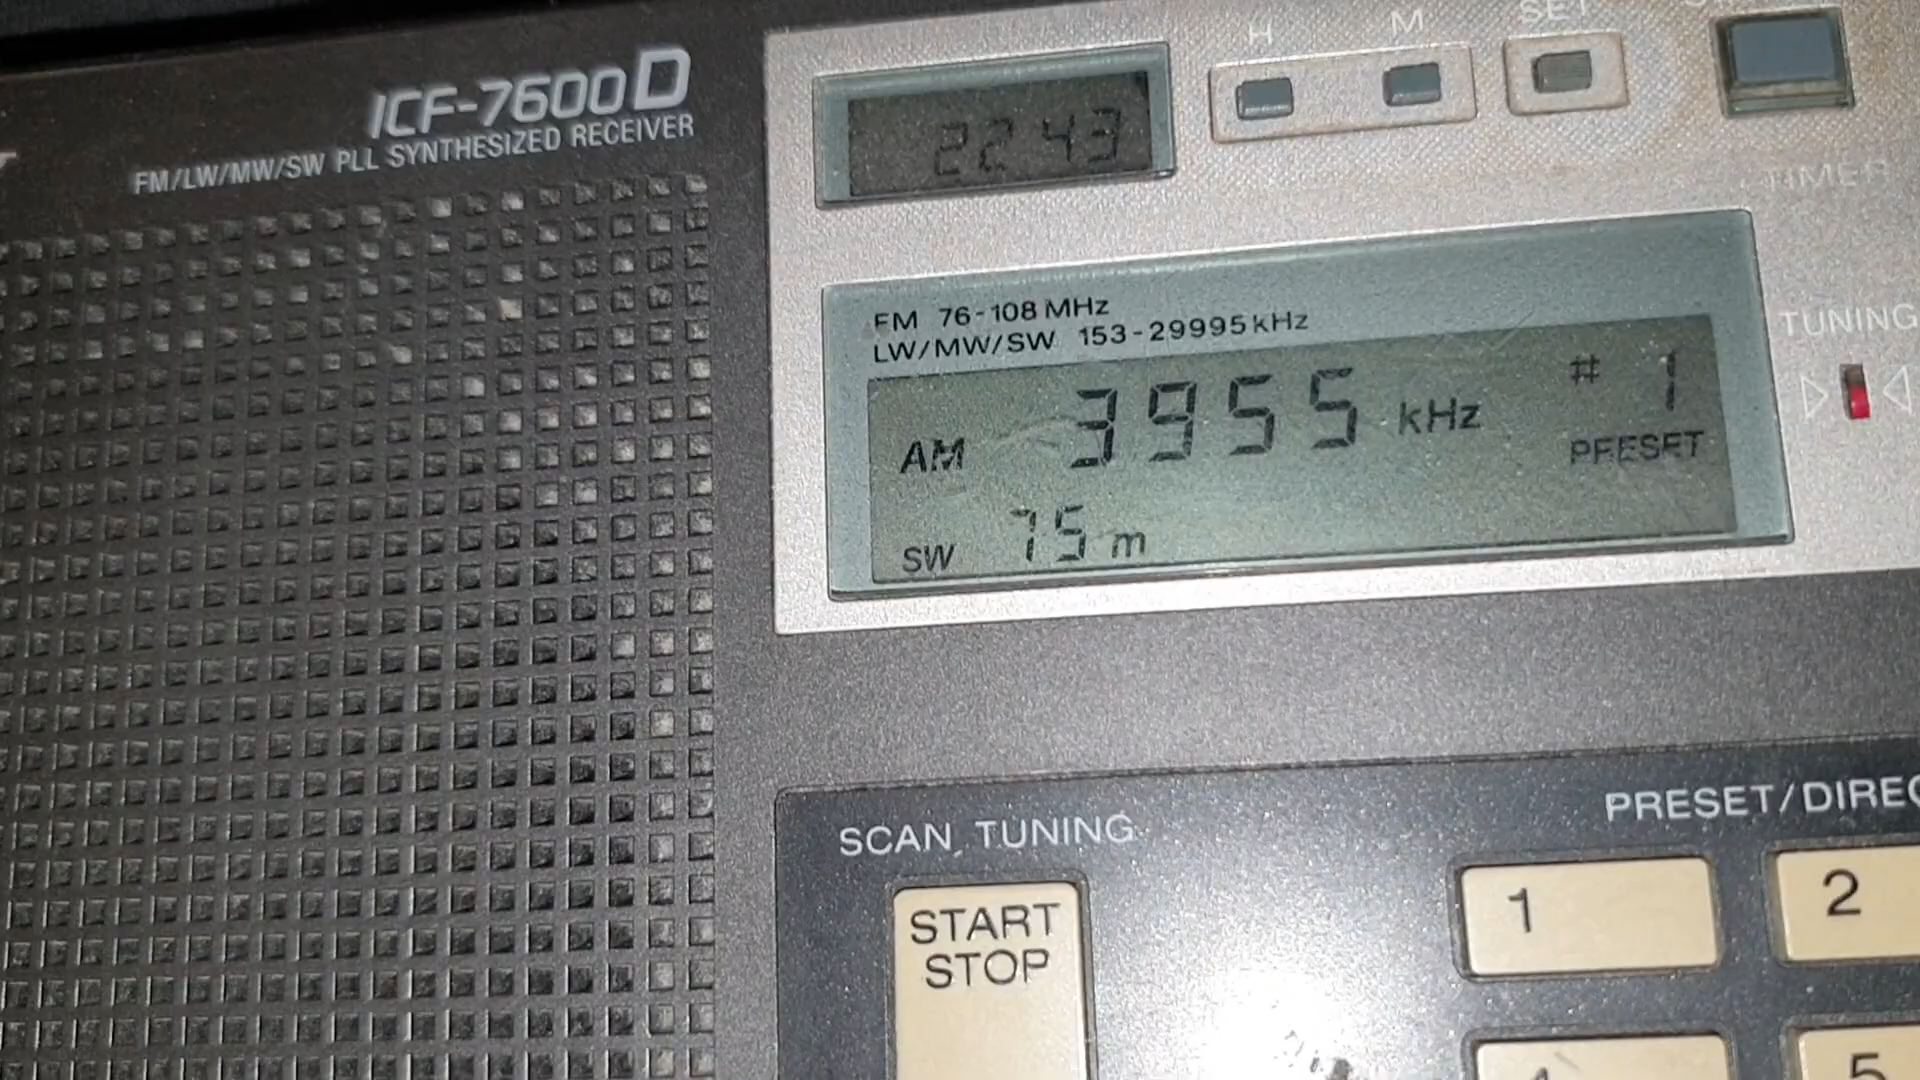 ICF-7600D
FM/LW/MW/SW PLL SYNTHESIZED RECEIVER
H M SET
22 43
TIMER
FM 76-108 MHz
LW/MW/SW 153-29995 kHz
TUNING
AM 3955 kHz # 1
PRESET
SW 75 m
SCAN TUNING
PRESET/DIREC
START
STOP
1
2
4
5